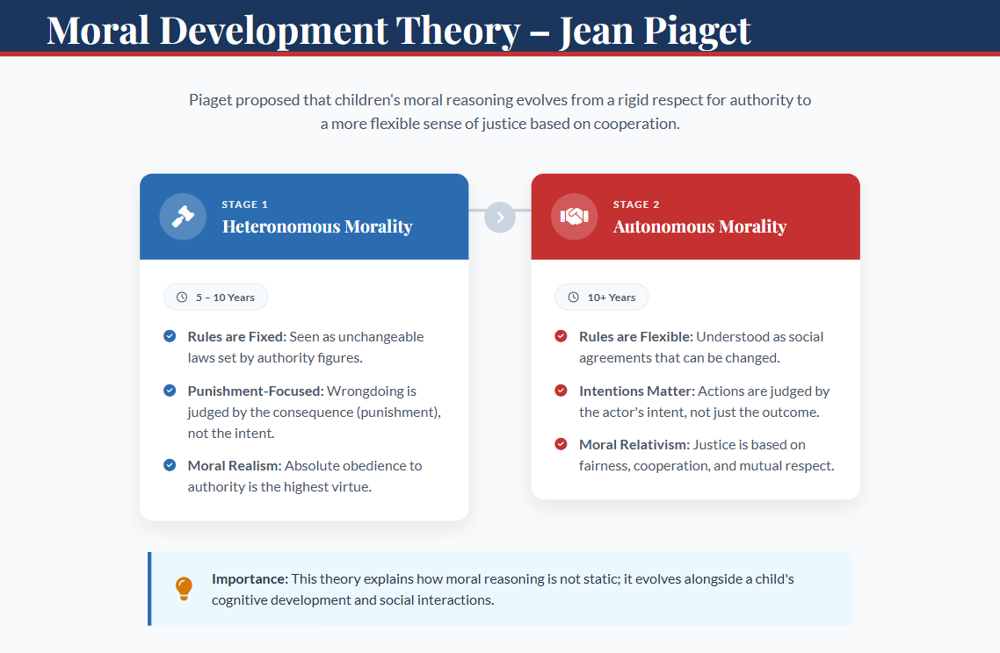 Moral Development Theory – Jean Piaget
Piaget proposed that children's moral reasoning evolves from a rigid respect for authority to
a more flexible sense of justice based on cooperation.
STAGE 1
Heteronomous Morality
5 – 10 Years
Rules are Fixed: Seen as unchangeable
laws set by authority figures.
Punishment-Focused: Wrongdoing is
judged by the consequence (punishment),
not the intent.
Moral Realism: Absolute obedience to
authority is the highest virtue.
STAGE 2
Autonomous Morality
10+ Years
Rules are Flexible: Understood as social
agreements that can be changed.
Intentions Matter: Actions are judged by
the actor's intent, not just the outcome.
Moral Relativism: Justice is based on
fairness, cooperation, and mutual respect.
Importance: This theory explains how moral reasoning is not static; it evolves alongside a child's
cognitive development and social interactions.